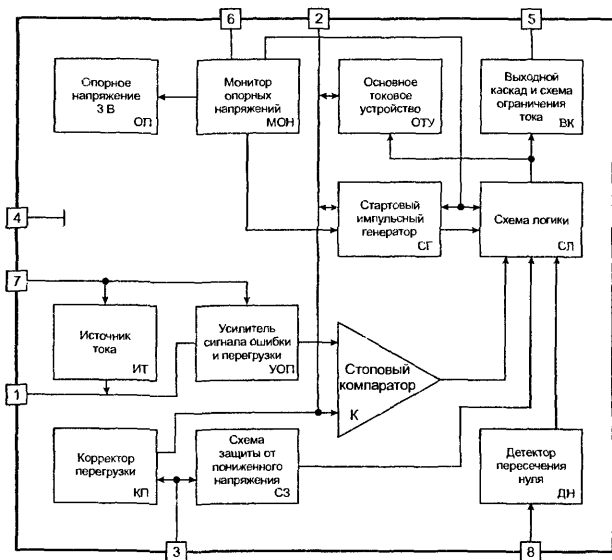 6
2
5
Опорное
напряжение
3 В
ОП
Монитор
опорных
напряжений
МОН
Основное
токовое
устройство
ОТУ
Выходной
каскад и схема
ограничения
тока
ВК
4
Стартовый
импульсный
генератор
СГ
Схема логики
СЛ
7
Источник
тока
ИТ
Усилитель
сигнала ошибки
и перегрузки
УОП
Стоповый
компаратор
К
1
Корректор
перегрузки
КП
Схема
защиты от
пониженного
напряжения
СЗ
Детектор
пересечения
нуля
ДН
3
8